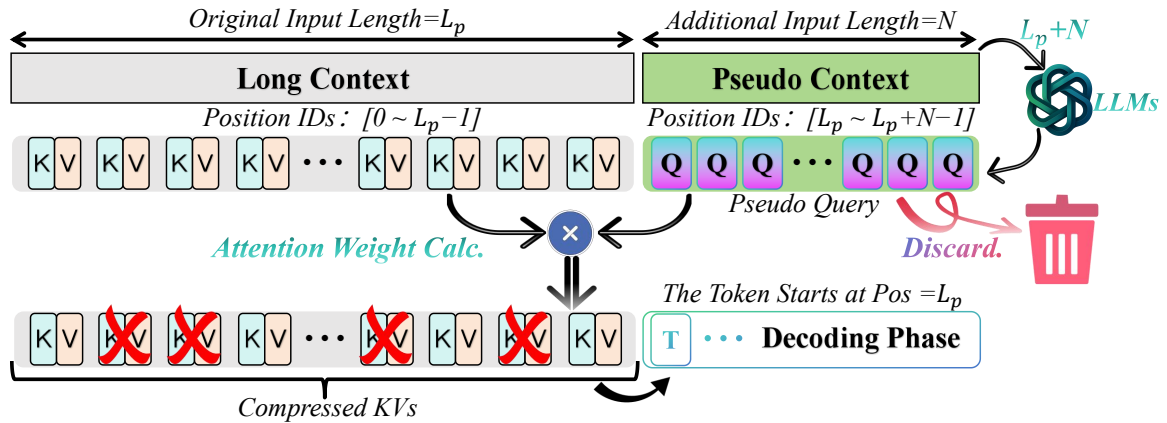 Original Input Length=Lₚ
Additional Input Length=N
Lₚ+N
Long Context
Pseudo Context
LLMs
Position IDs: [0 ~ Lₚ−1]
Position IDs: [Lₚ ~ Lₚ+N−1]
K V K V K V K V ··· K V K V K V K V
Q Q Q ··· Q Q Q
Pseudo Query
Attention Weight Calc.
×
Discard.
The Token Starts at Pos =Lₚ
K V K V K V K V ··· K V K V K V K V
T ··· Decoding Phase
Compressed KVs